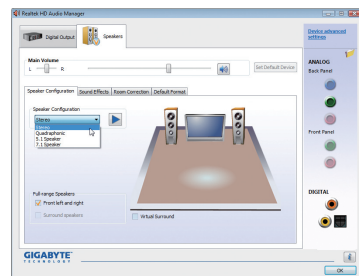 Realtek HD Audio Manager
Digital Output
Speakers
Device advanced
settings
Main Volume
L
R
Set Default Device
ANALOG
Back Panel
Speaker Configuration
Sound Effects
Room Correction
Default Format
Speaker Configuration
Stereo
Stereo
Quadraphonic
5.1 Speaker
7.1 Speaker
Front Panel
Full-range Speakers
Front left and right
Surround speakers
Virtual Surround
DIGITAL
GIGABYTE
TECHNOLOGY
OK